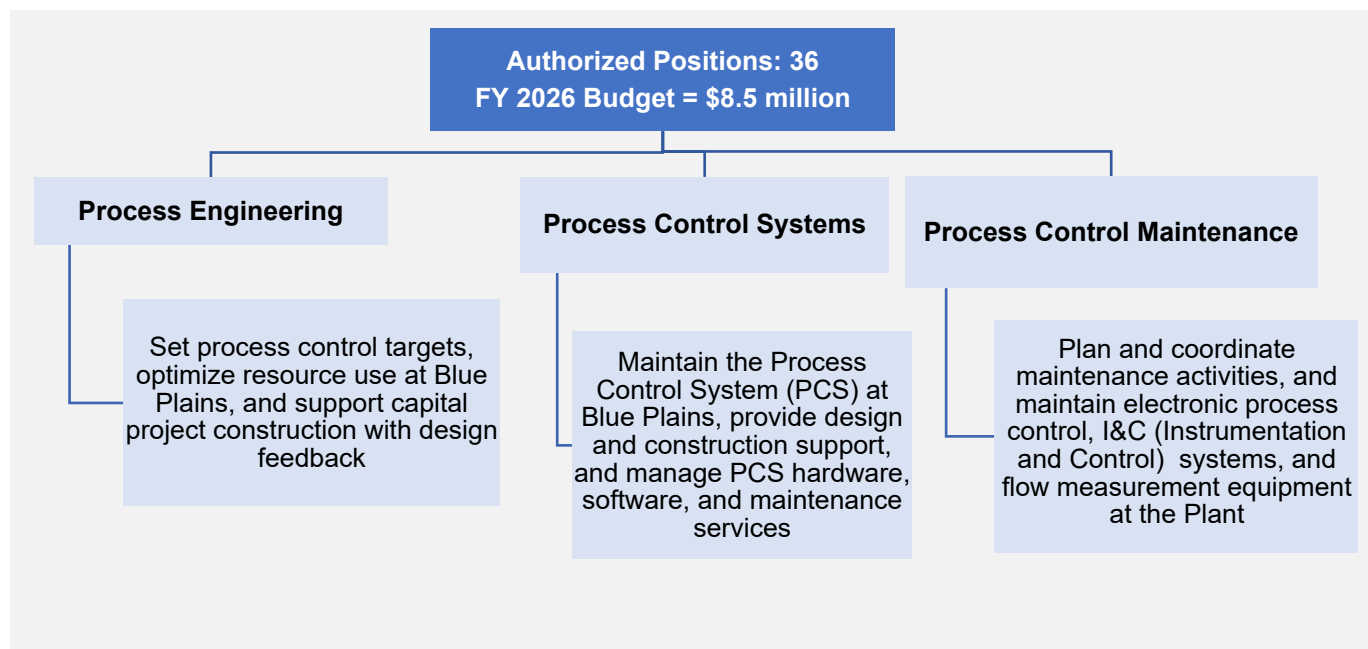 Authorized Positions: 36
FY 2026 Budget = $8.5 million
Process Engineering
Set process control targets,
optimize resource use at Blue
Plains, and support capital
project construction with design
feedback
Process Control Systems
Maintain the Process
Control System (PCS) at
Blue Plains, provide design
and construction support,
and manage PCS hardware,
software, and maintenance
services
Process Control Maintenance
Plan and coordinate
maintenance activities, and
maintain electronic process
control, I&C (Instrumentation
and Control)  systems, and
flow measurement equipment
at the Plant